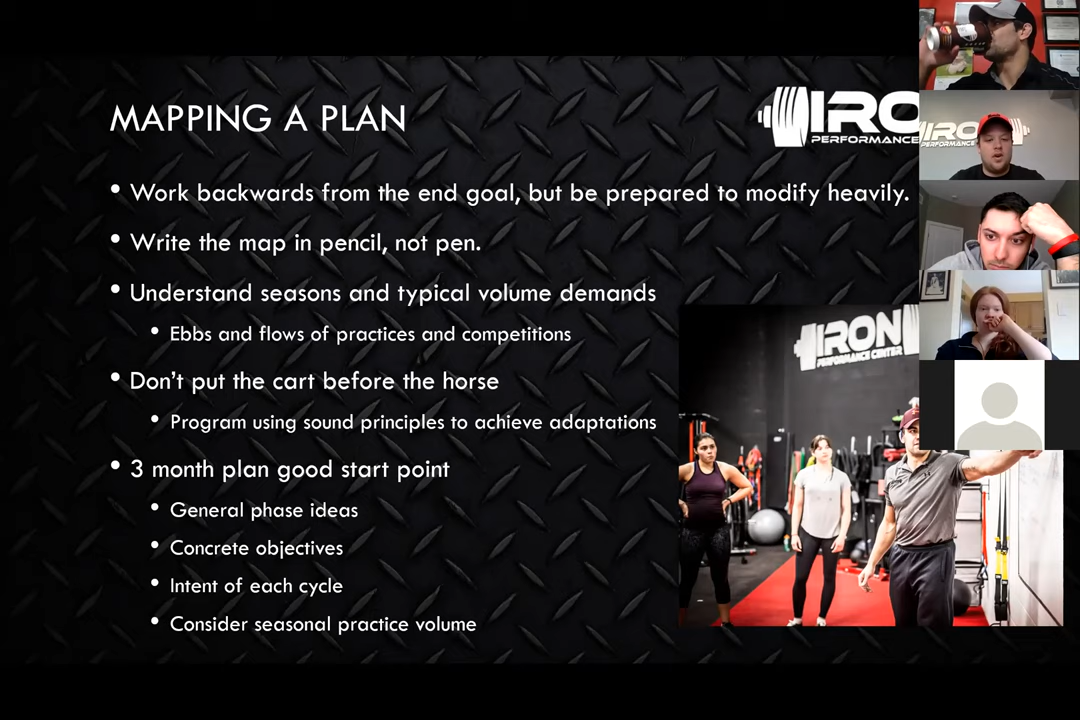 MAPPING A PLAN
IRO
PERFORMANCE
IRON
PERFORMANCE
• Work backwards from the end goal, but be prepared to modify heavily.
• Write the map in pencil, not pen.
• Understand seasons and typical volume demands
• Ebbs and flows of practices and competitions
• Don't put the cart before the horse
• Program using sound principles to achieve adaptations
• 3 month plan good start point
• General phase ideas
• Concrete objectives
• Intent of each cycle
• Consider seasonal practice volume
IRON
PERFORMANCE CENTER